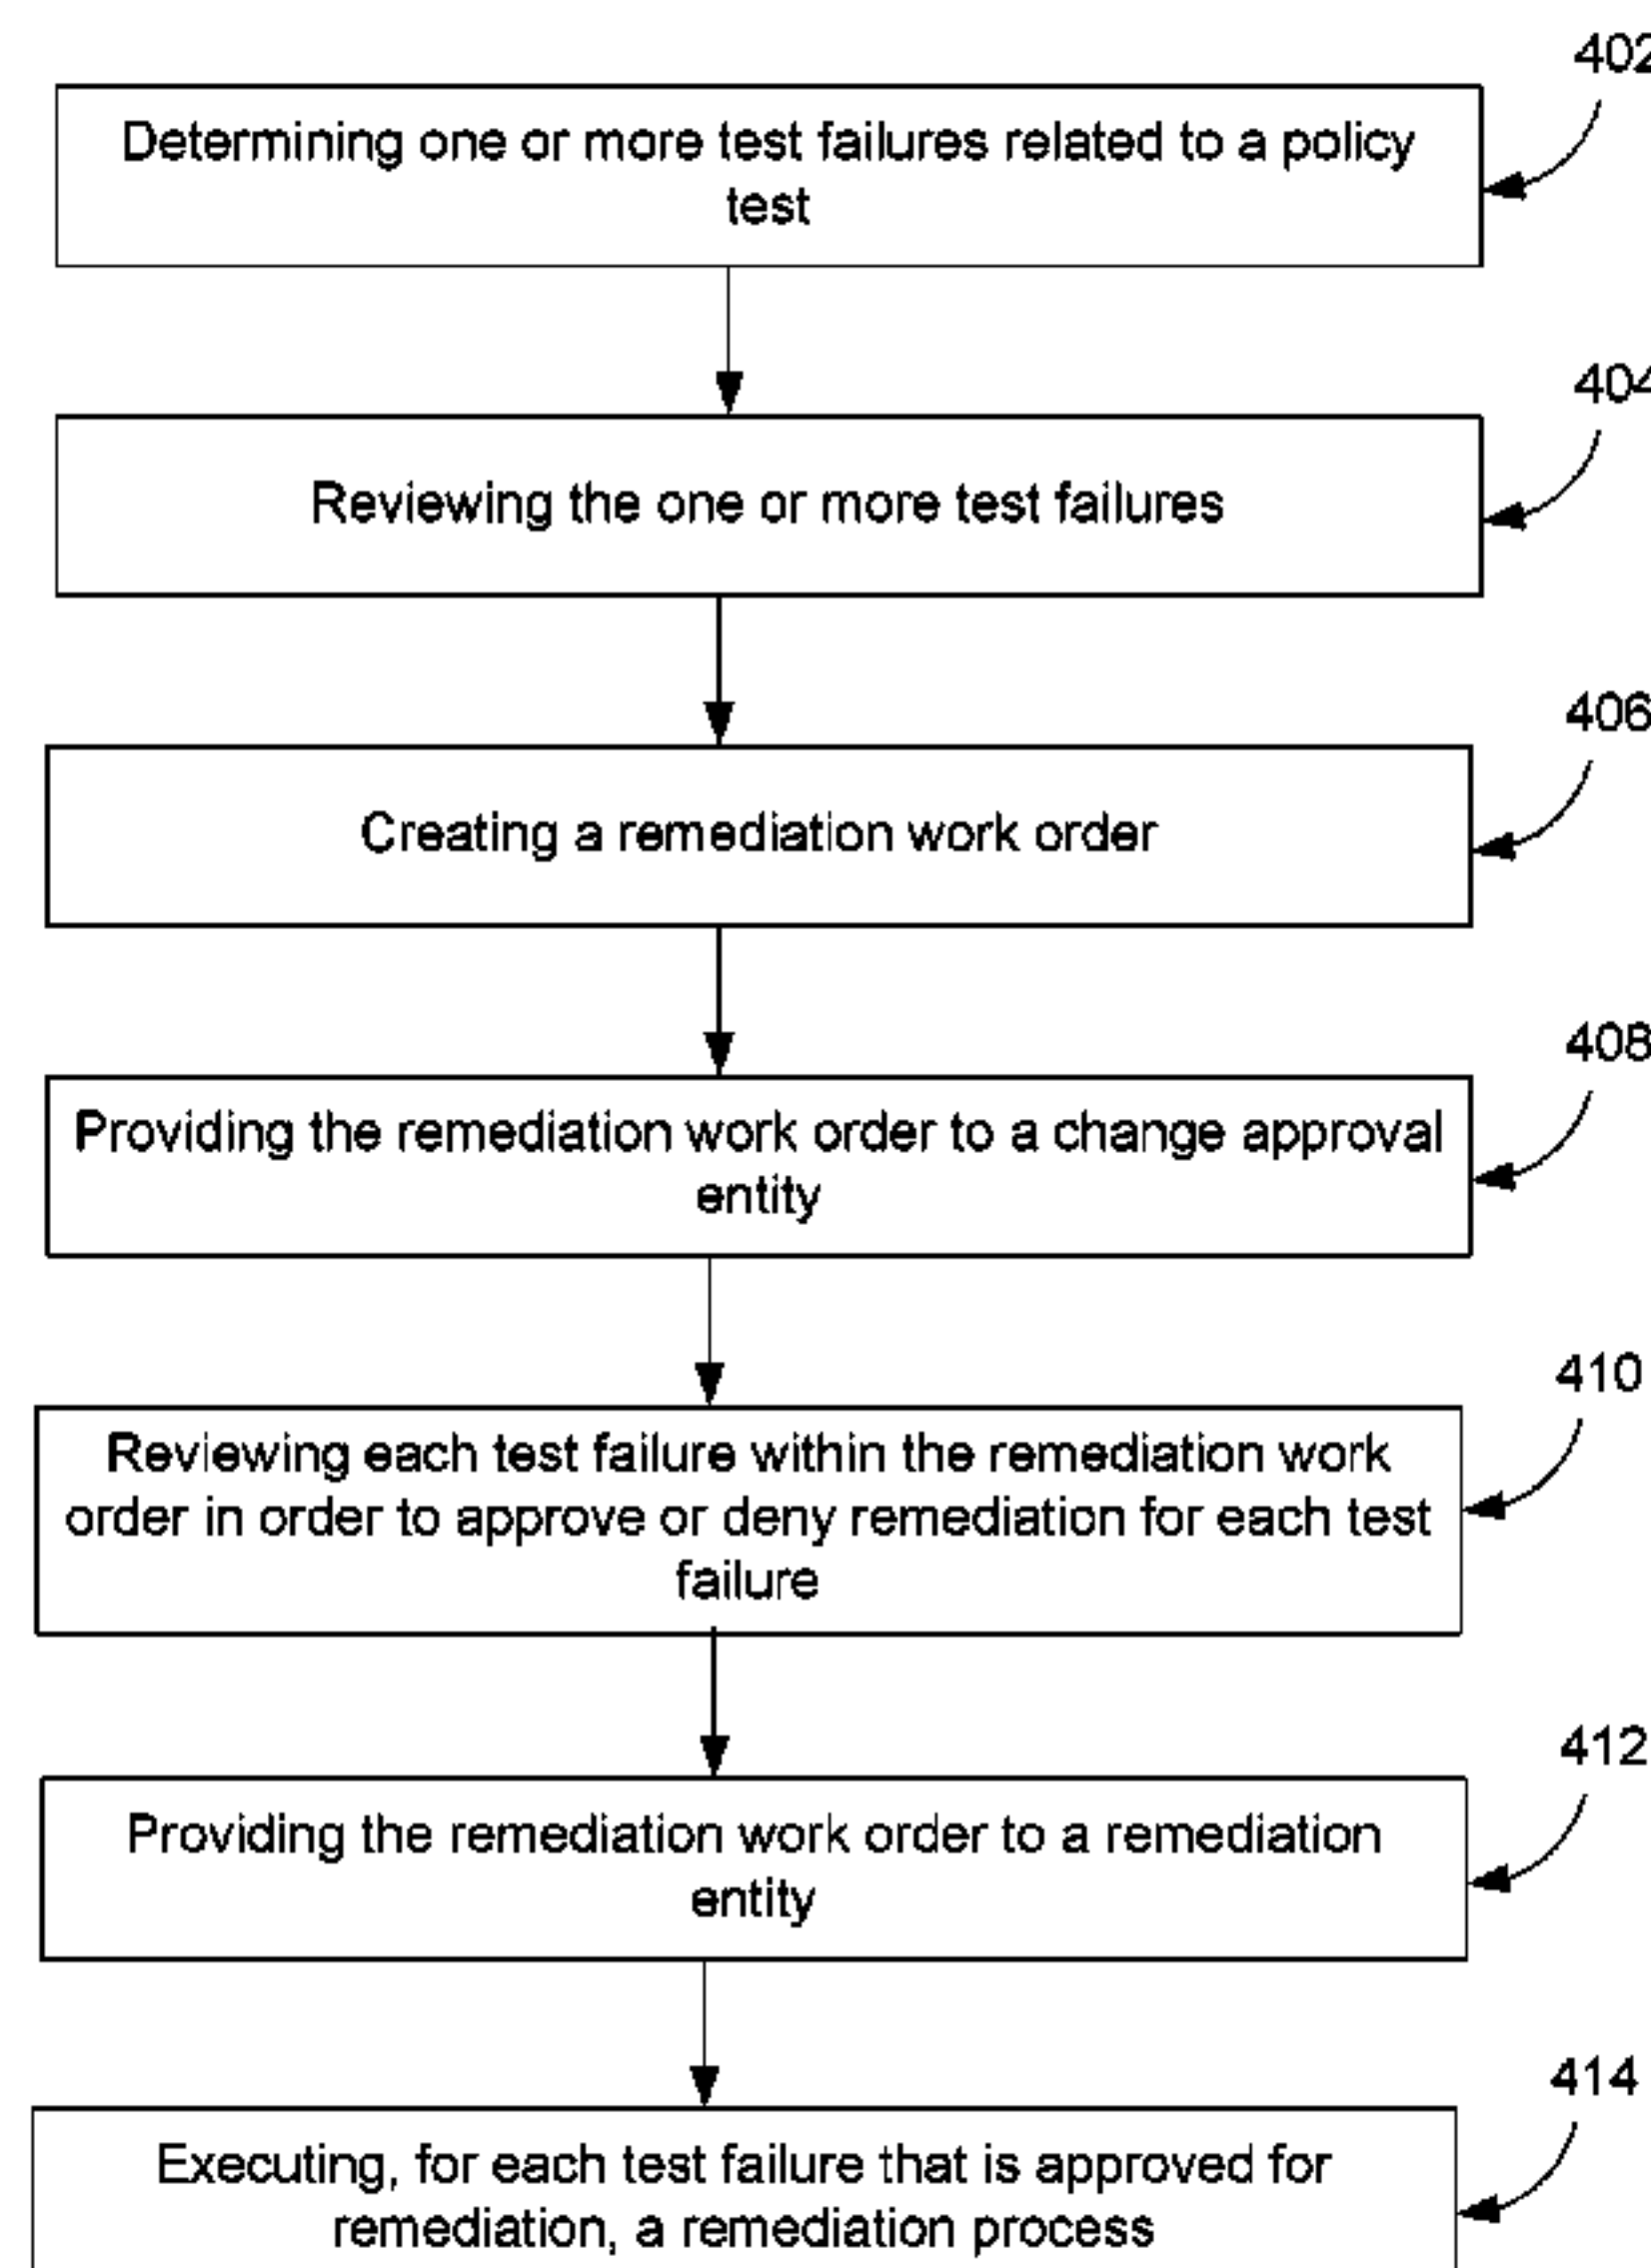 402
Determining one or more test failures related to a policy
test
404
Reviewing the one or more test failures
406
Creating a remediation work order
408
Providing the remediation work order to a change approval
entity
410
Reviewing each test failure within the remediation work
order in order to approve or deny remediation for each test
failure
412
Providing the remediation work order to a remediation
entity
414
Executing, for each test failure that is approved for
remediation, a remediation process